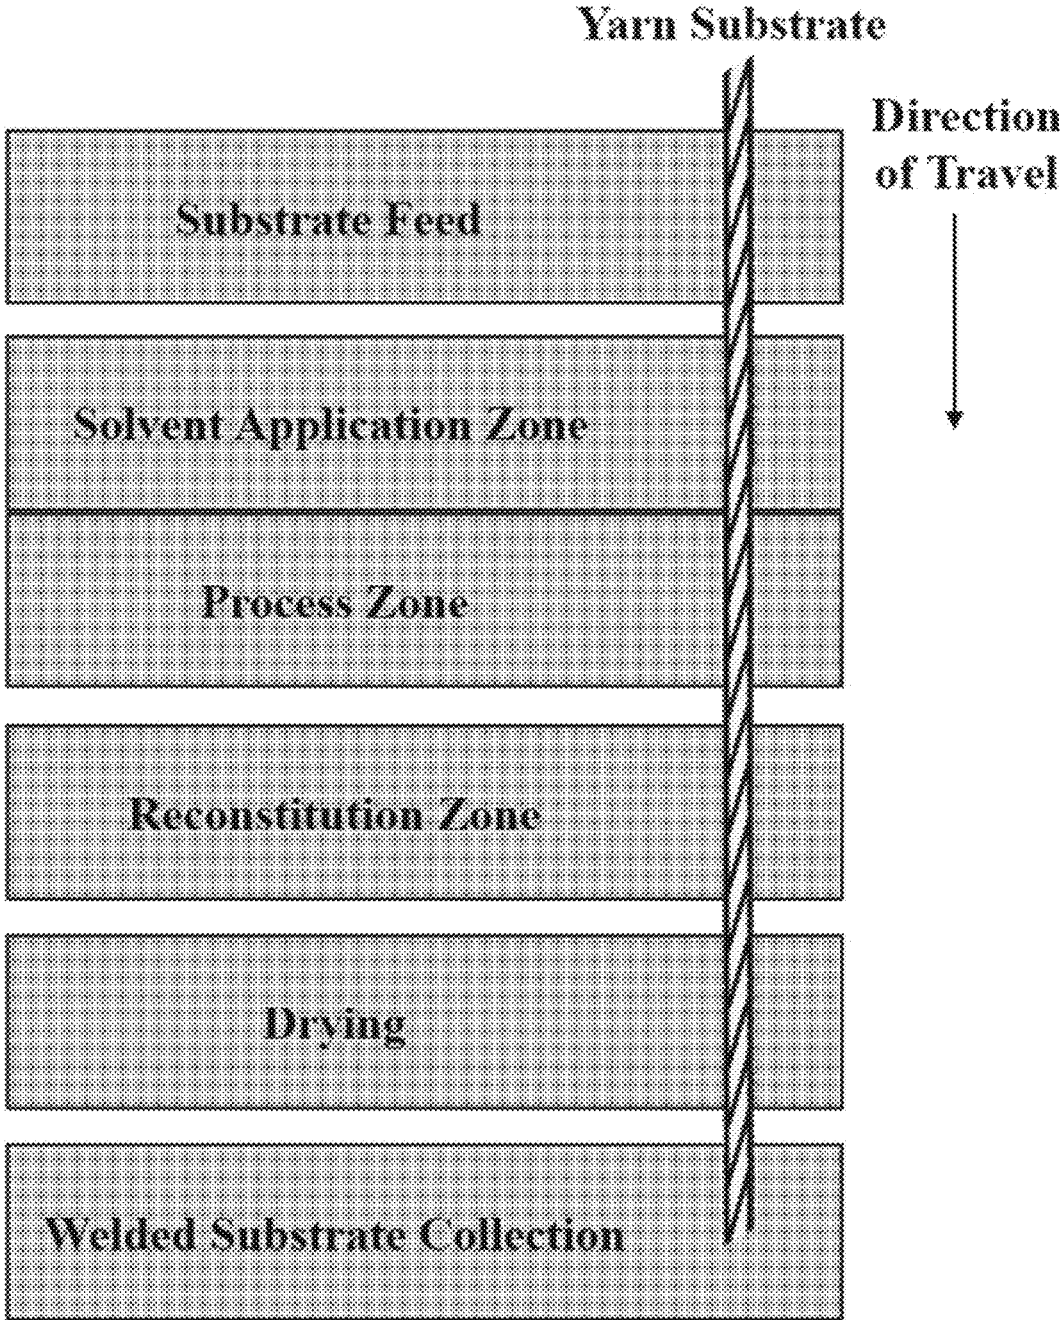 Yarn Substrate
Direction
of Travel
Substrate Feed
Solvent Application Zone
Process Zone
Reconstitution Zone
Drying
Welded Substrate Collection